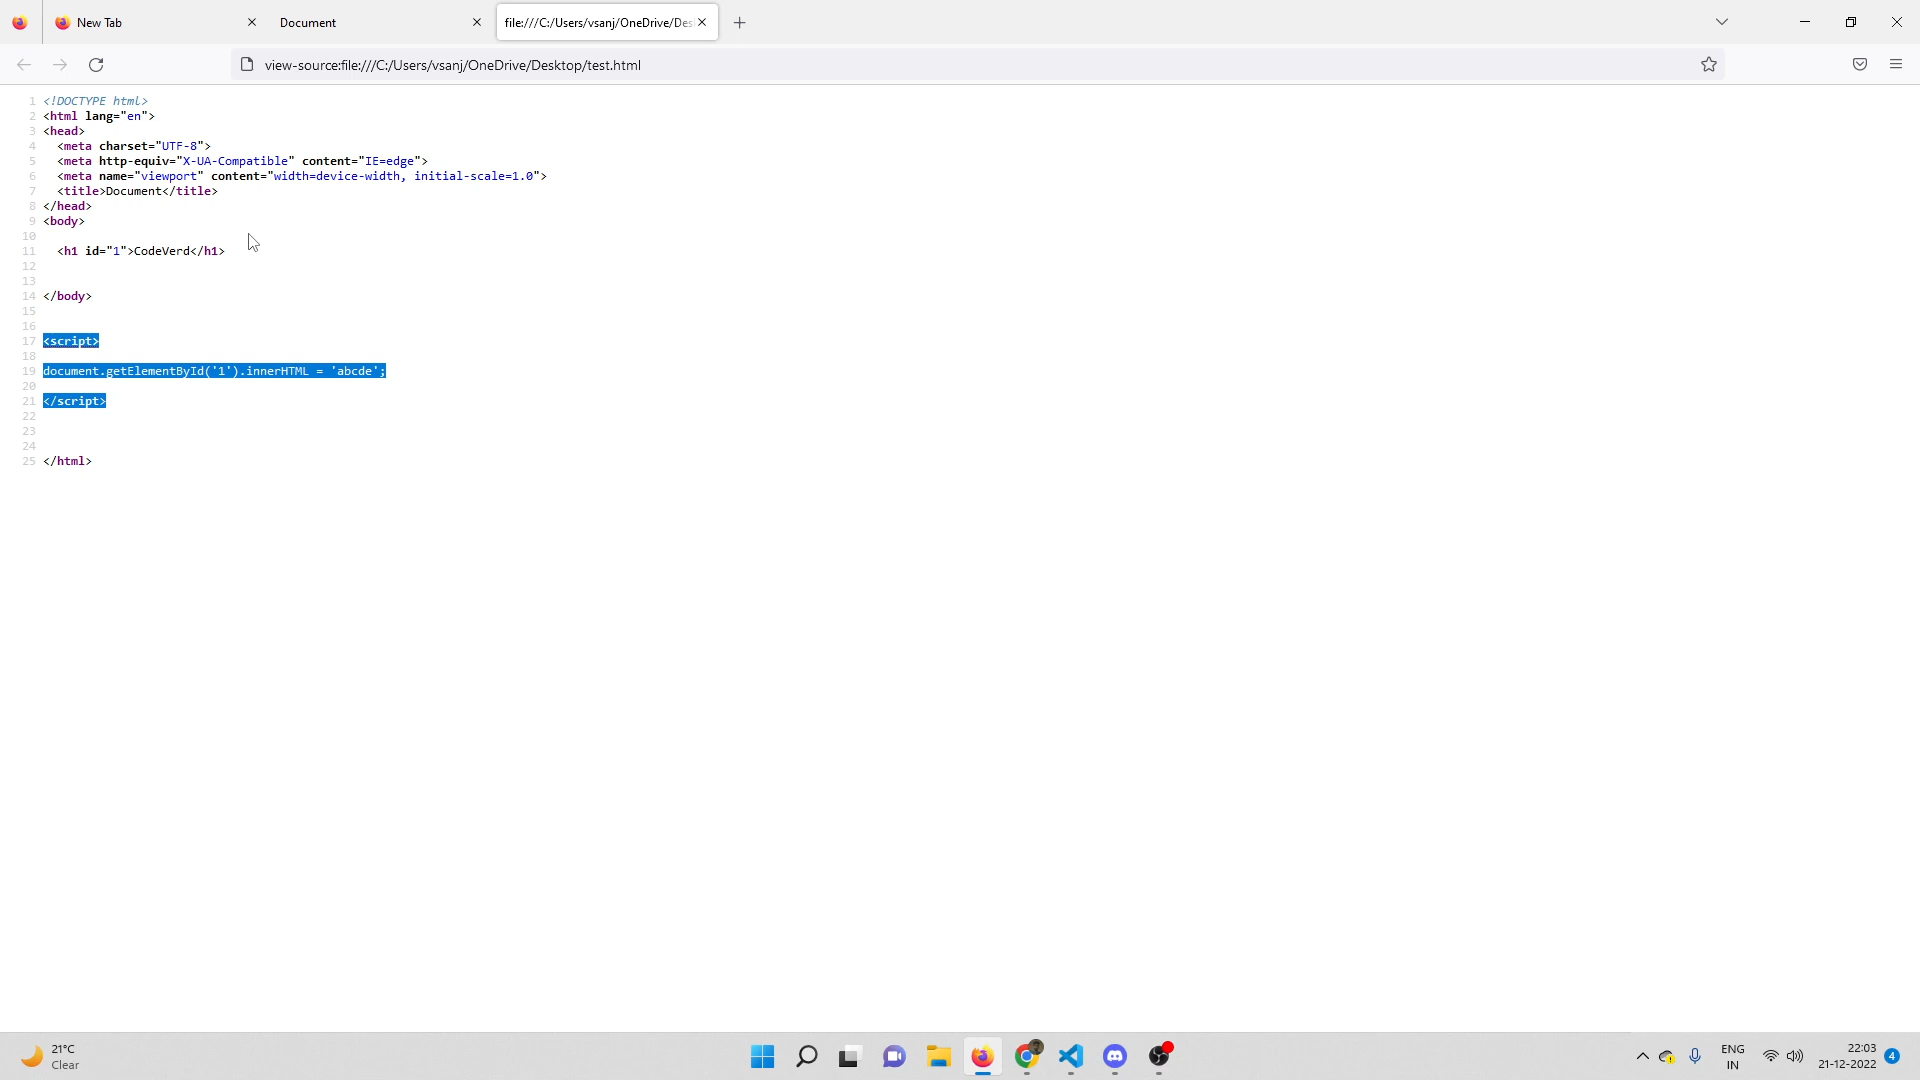 New Tab
Document
file:///C:/Users/vsanj/OneDrive/Des
view-source:file:///C:/Users/vsanj/OneDrive/Desktop/test.html
1 <!DOCTYPE html>
2 <html lang="en">
3 <head>
4 <meta charset="UTF-8">
5 <meta http-equiv="X-UA-Compatible" content="IE=edge">
6 <meta name="viewport" content="width=device-width, initial-scale=1.0">
7 <title>Document</title>
8 </head>
9 <body>
10
11 <h1 id="1">CodeVerd</h1>
12
13
14 </body>
15
16
17 <script>
18
19 document.getElementById('1').innerHTML = 'abcde';
20
21 </script>
22
23
24
25 </html>
21°C
Clear
ENG
IN
22:03
21-12-2022
4